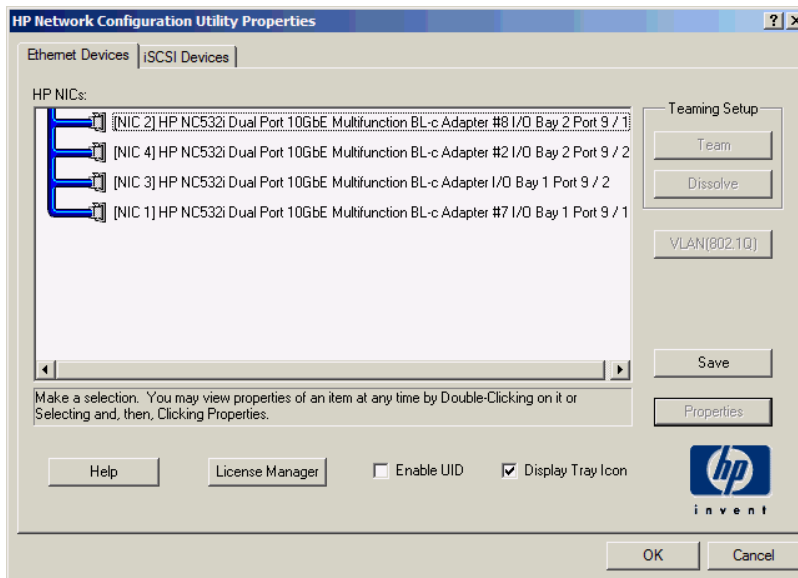 HP Network Configuration Utility Properties
Ethernet Devices
iSCSI Devices
HP NICs:
[NIC 2] HP NC532i Dual Port 10GbE Multifunction BL-c Adapter #8 I/O Bay 2 Port 9 / 1
[NIC 4] HP NC532i Dual Port 10GbE Multifunction BL-c Adapter #2 I/O Bay 2 Port 9 / 2
[NIC 3] HP NC532i Dual Port 10GbE Multifunction BL-c Adapter I/O Bay 1 Port 9 / 2
[NIC 1] HP NC532i Dual Port 10GbE Multifunction BL-c Adapter #7 I/O Bay 1 Port 9 / 1
Teaming Setup
Team
Dissolve
VLAN(802.1Q)
Save
Properties
Make a selection. You may view properties of an item at any time by Double-Clicking on it or
Selecting and, then, Clicking Properties.
Help
License Manager
Enable UID
Display Tray Icon
hp
invent
OK
Cancel